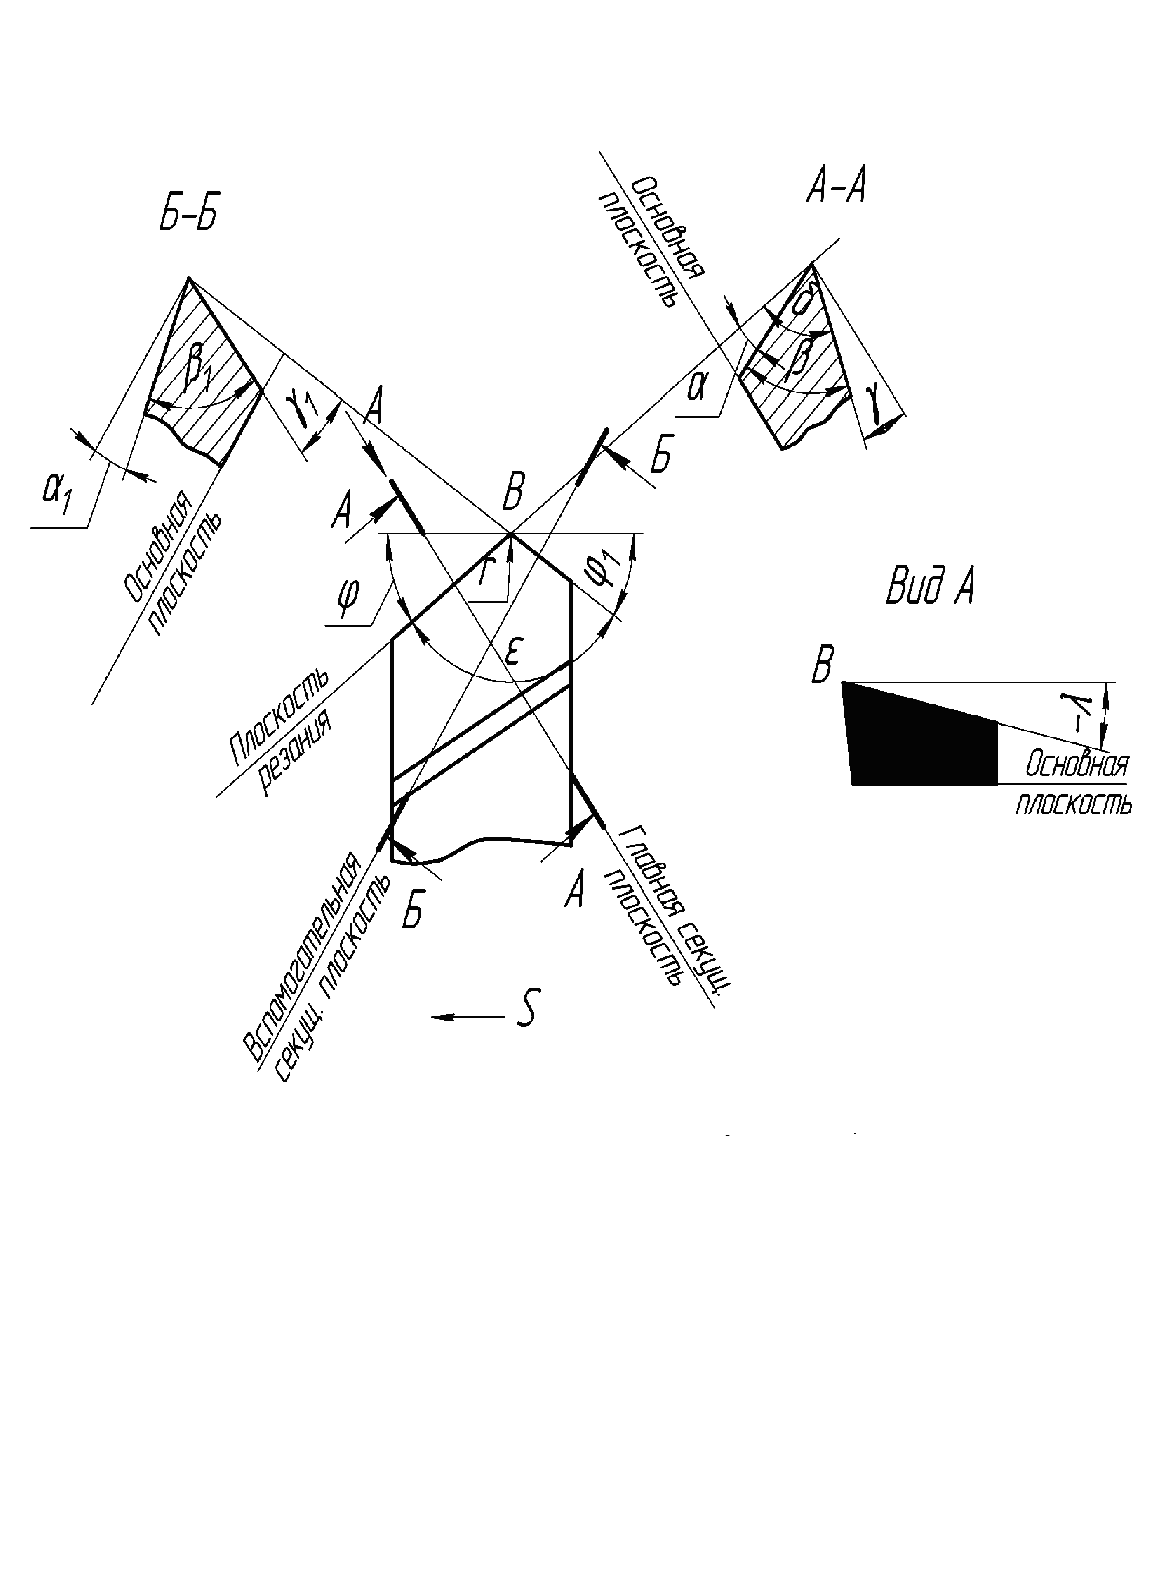 Б-Б
А-А
Основная
плоскость
δ
β
α
γ
β1
γ1
α1
А
А
Б
В
Основная
плоскость
φ
r
φ1
ε
Вид А
В
-λ
Основная
плоскость
Плоскость
резания
Б
А
Главная секущ.
плоскость
Вспомогательная
секущ. плоскость
S